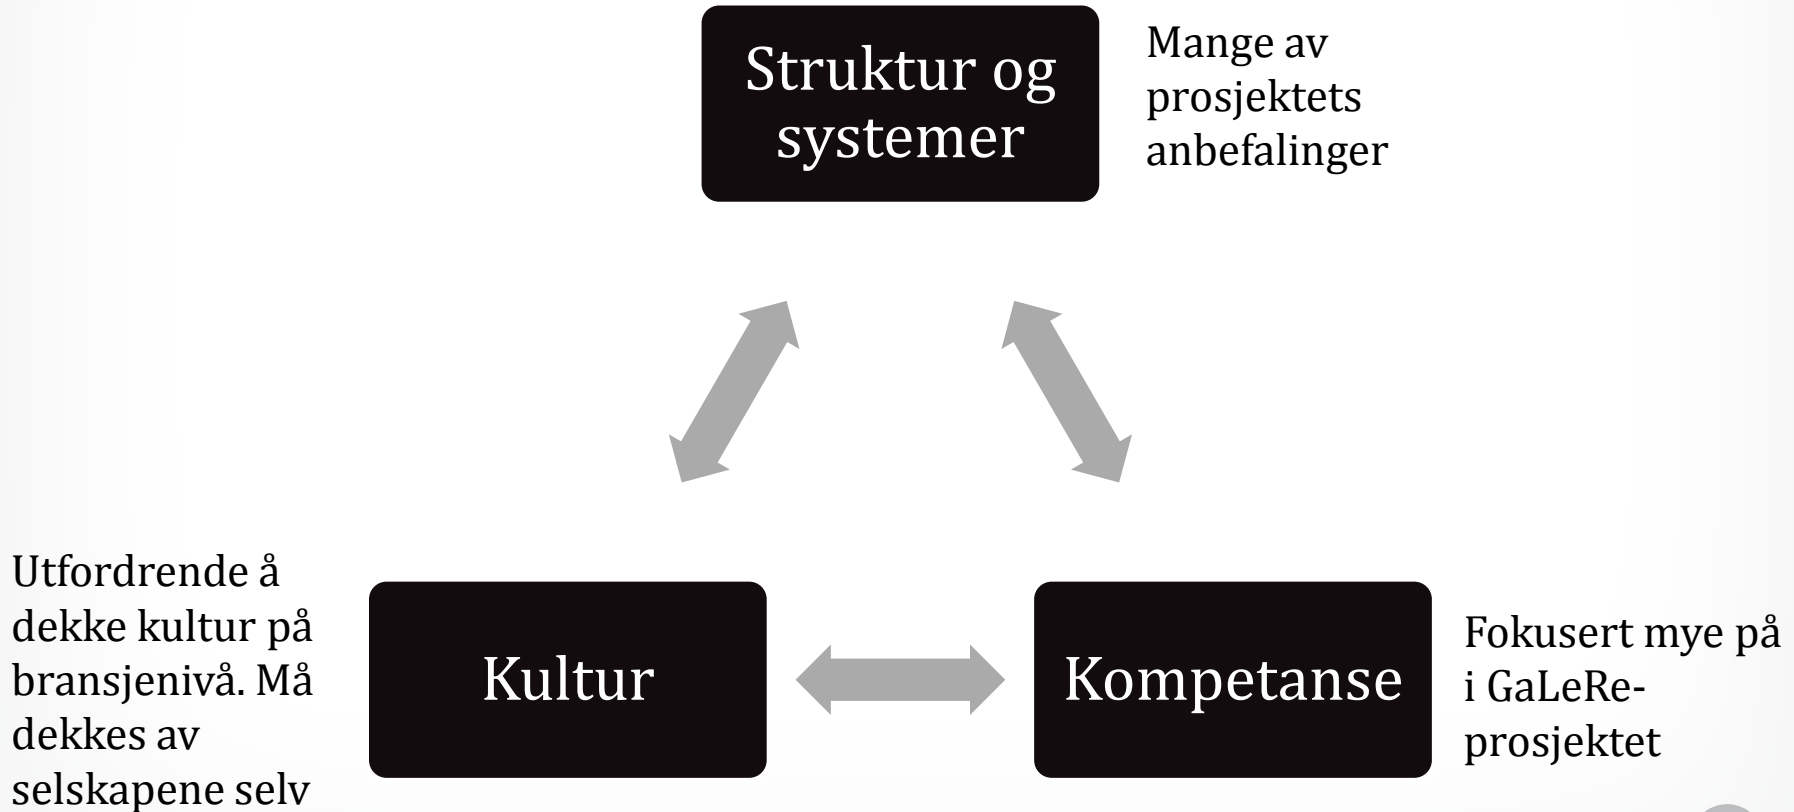 Struktur og
systemer
Mange av
prosjektets
anbefalinger
Utfordrende å
dekke kultur på
bransjenivå. Må
dekkes av
selskapene selv
Kultur
Kompetanse
Fokusert mye på
i GaLeRe-
prosjektet